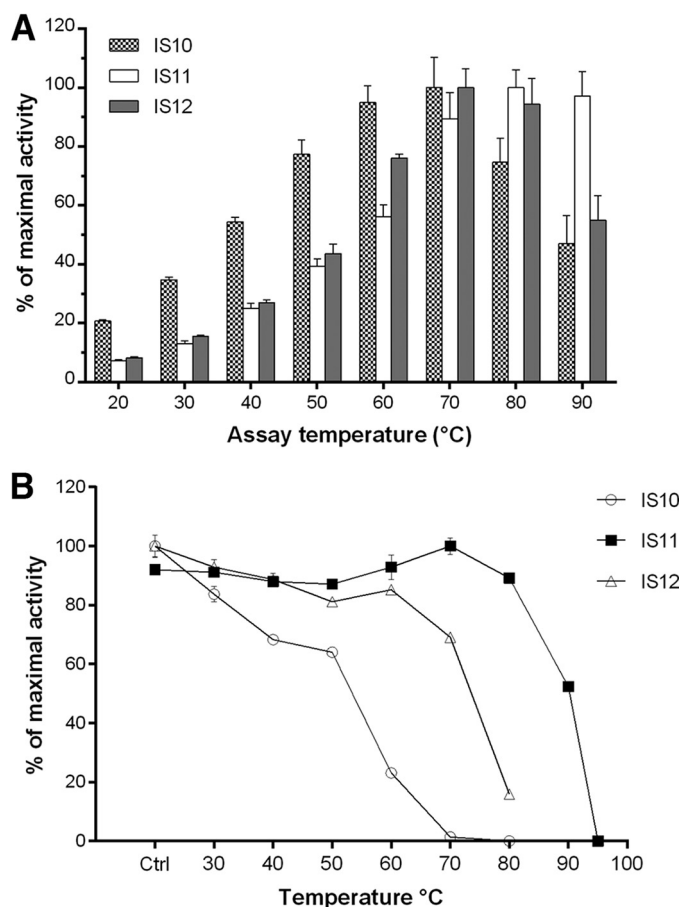 A
120
IS10
IS11
IS12
100
80
60
40
20
0
% of maximal activity
20 30 40 50 60 70 80 90
Assay temperature (°C)
B
120
IS10
IS11
IS12
100
80
60
40
20
0
% of maximal activity
Ctrl 30 40 50 60 70 80 90 100
Temperature °C